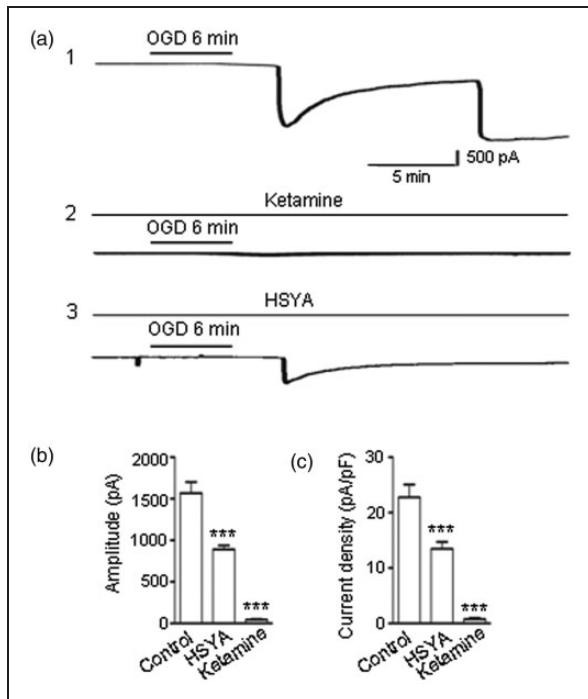 (a)
1
OGD 6 min
500 pA
5 min
2
Ketamine
OGD 6 min
3
HSYA
OGD 6 min
(b)
Amplitude (pA)
2000
1500
1000
500
0
***
***
Control
HSYA
Ketamine
(c)
Current density (pA/pF)
30
20
10
0
***
***
Control
HSYA
Ketamine